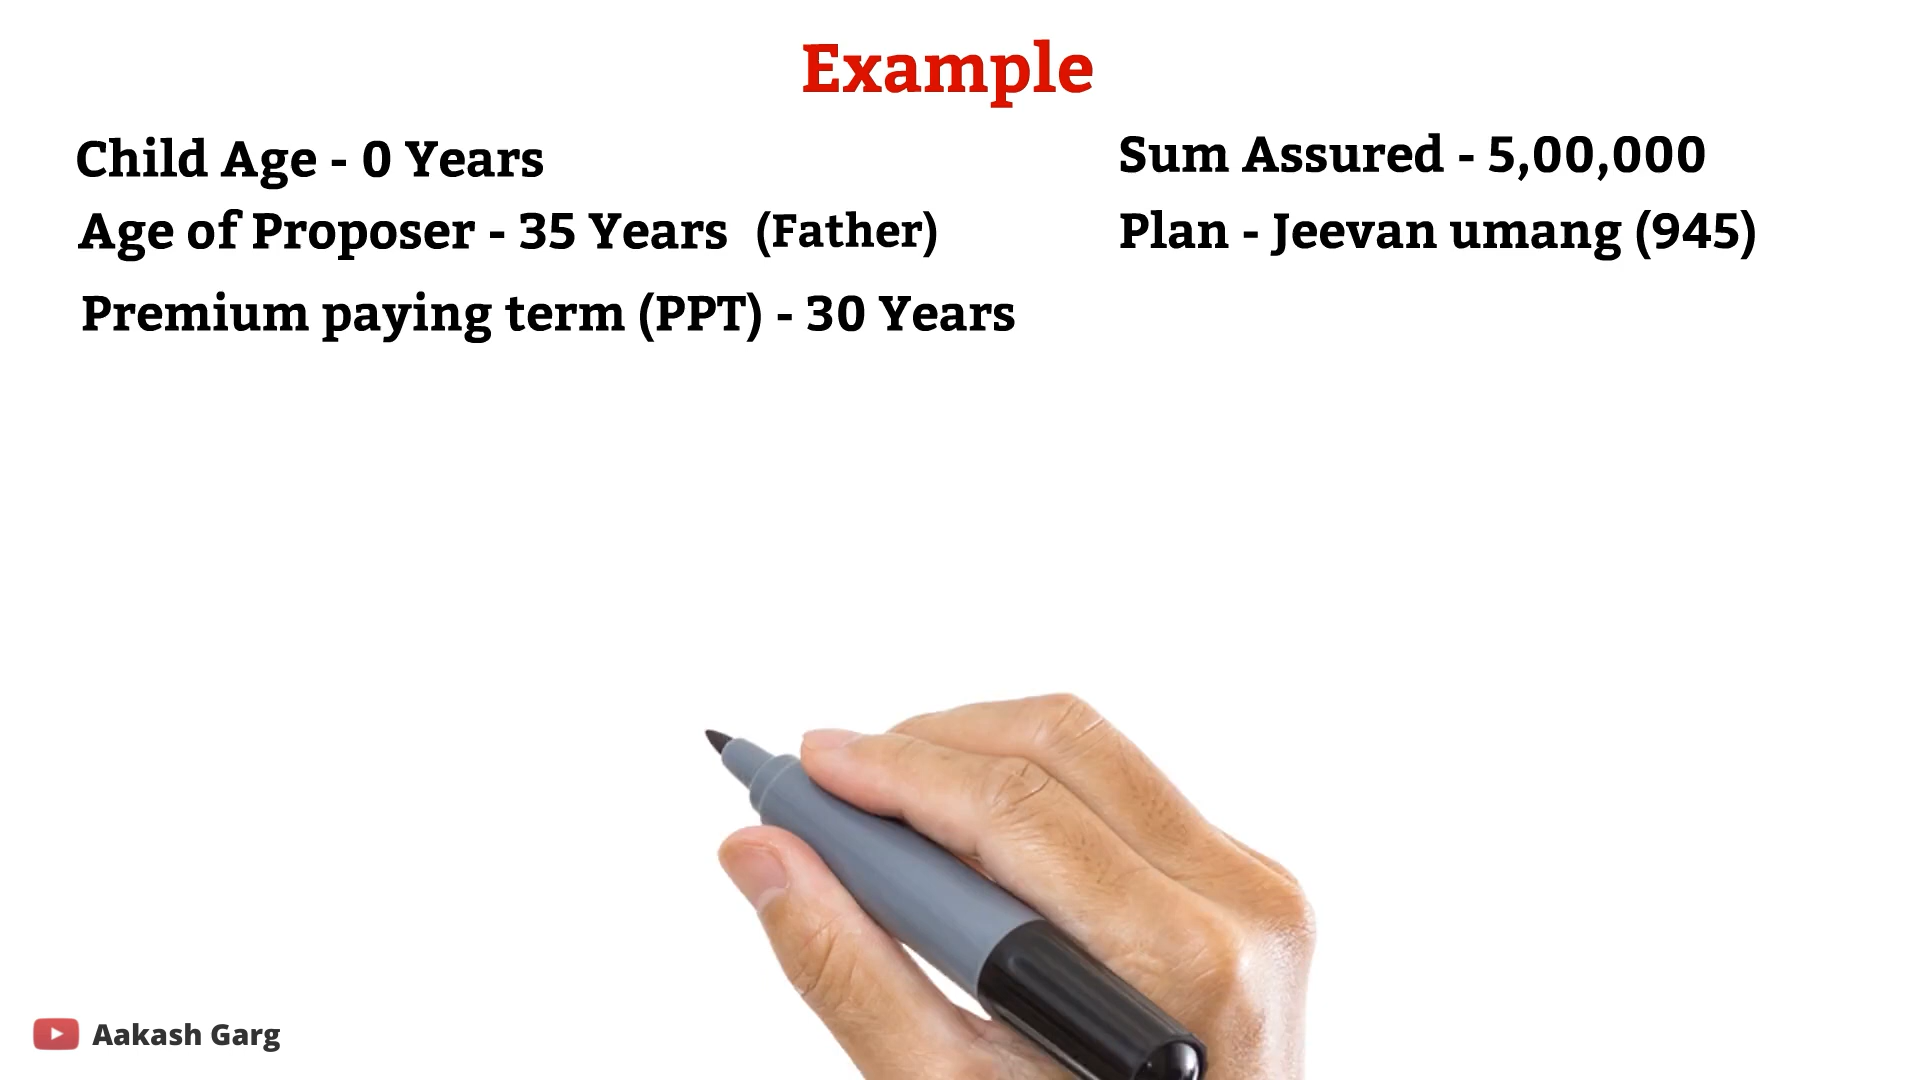 Example
Child Age - 0 Years
Age of Proposer - 35 Years (Father)
Premium paying term (PPT) - 30 Years
Sum Assured - 5,00,000
Plan - Jeevan umang (945)
Aakash Garg